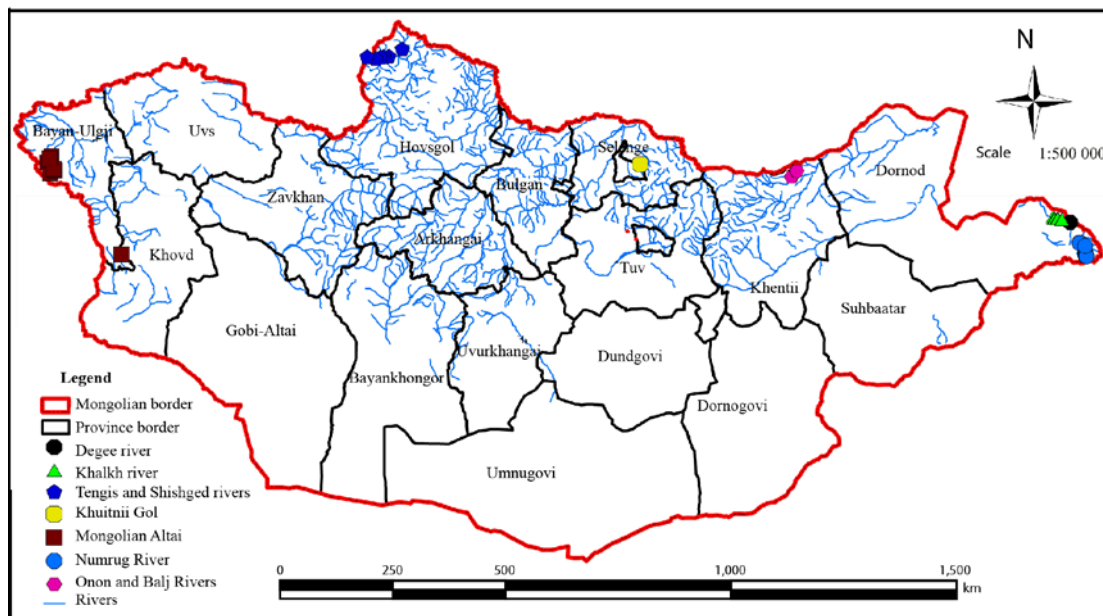 N
Scale 1:500 000
Bayan-Ulgii
Uvs
Hovsgol
Selenge
Dornod
Zavkhan
Bulgan
Arkhangai
Khovd
Tuv
Khentii
Suhbaatar
Gobi-Altai
Uvurkhangai
Dundgovi
Bayankhongor
Dornogovi
Umnugovi
Legend
Mongolian border
Province border
Degee river
Khalkh river
Tengis and Shishged rivers
Khuitnii Gol
Mongolian Altai
Numrug River
Onon and Balj Rivers
Rivers
0 250 500 1,000 1,500
km